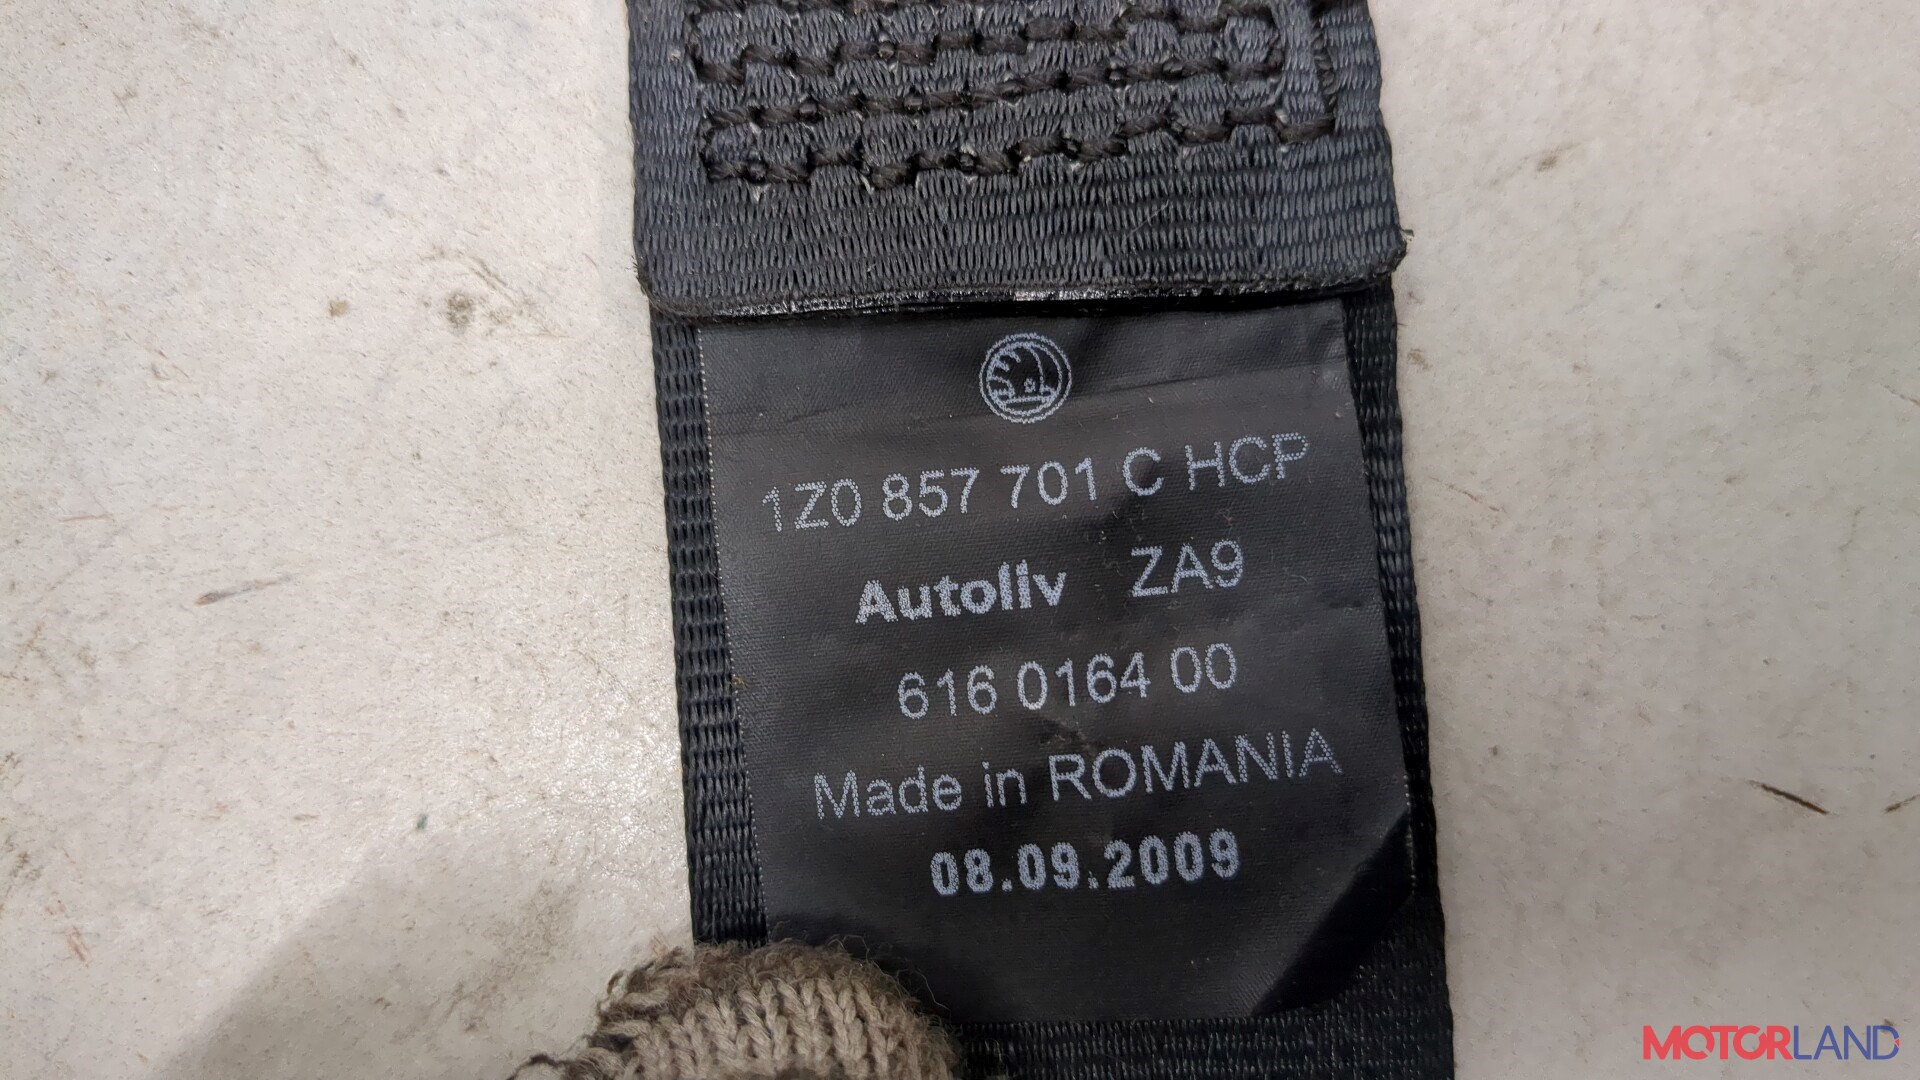 1Z0 857 701 C HCP
Autoliv ZA9
616 0164 00
Made in ROMANIA
08.09.2009
MOTORLAND